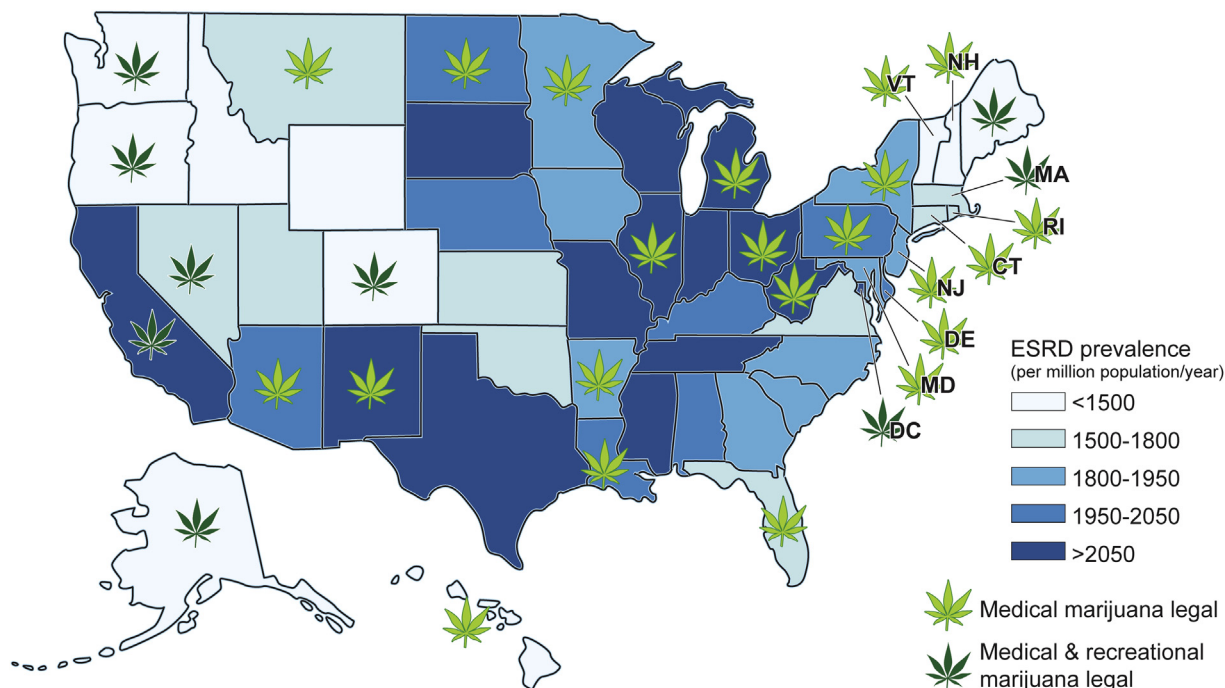 NH
VT
MA
RI
CT
NJ
DE
MD
DC
ESRD prevalence
(per million population/year)
<1500
1500-1800
1800-1950
1950-2050
>2050
Medical marijuana legal
Medical & recreational
marijuana legal